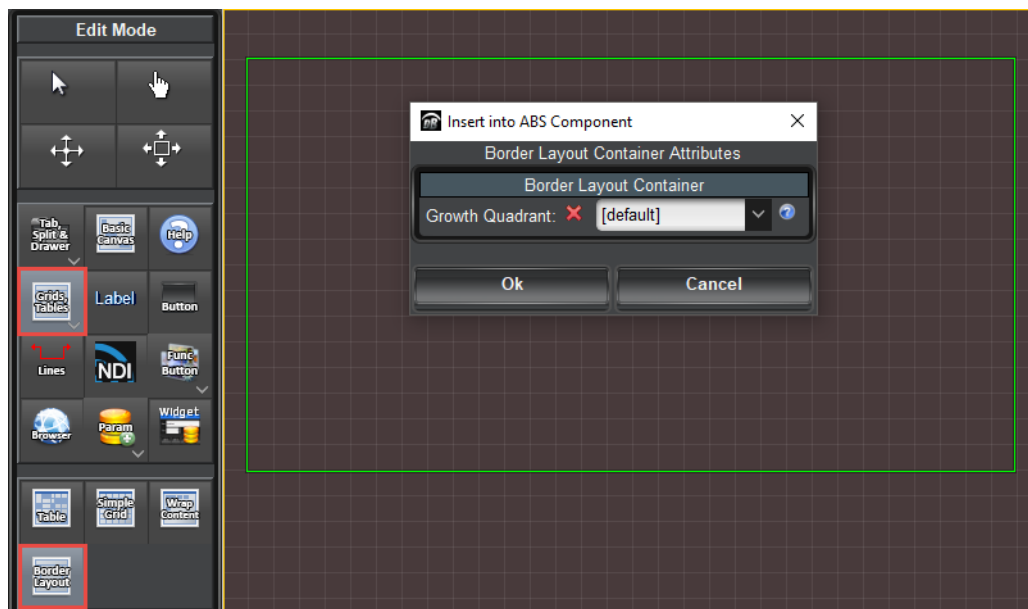 Edit Mode
Tab,
Split &
Drawer
Basic
Canvas
Help
Grids,
Tables
Label
Button
Lines
NDI
Func
Button
Browser
Param
Widget
Table
Simple
Grid
Wrap
Content
Border
Layout
DB
Insert into ABS Component
Border Layout Container Attributes
Border Layout Container
Growth Quadrant:
[default]
?
Ok
Cancel